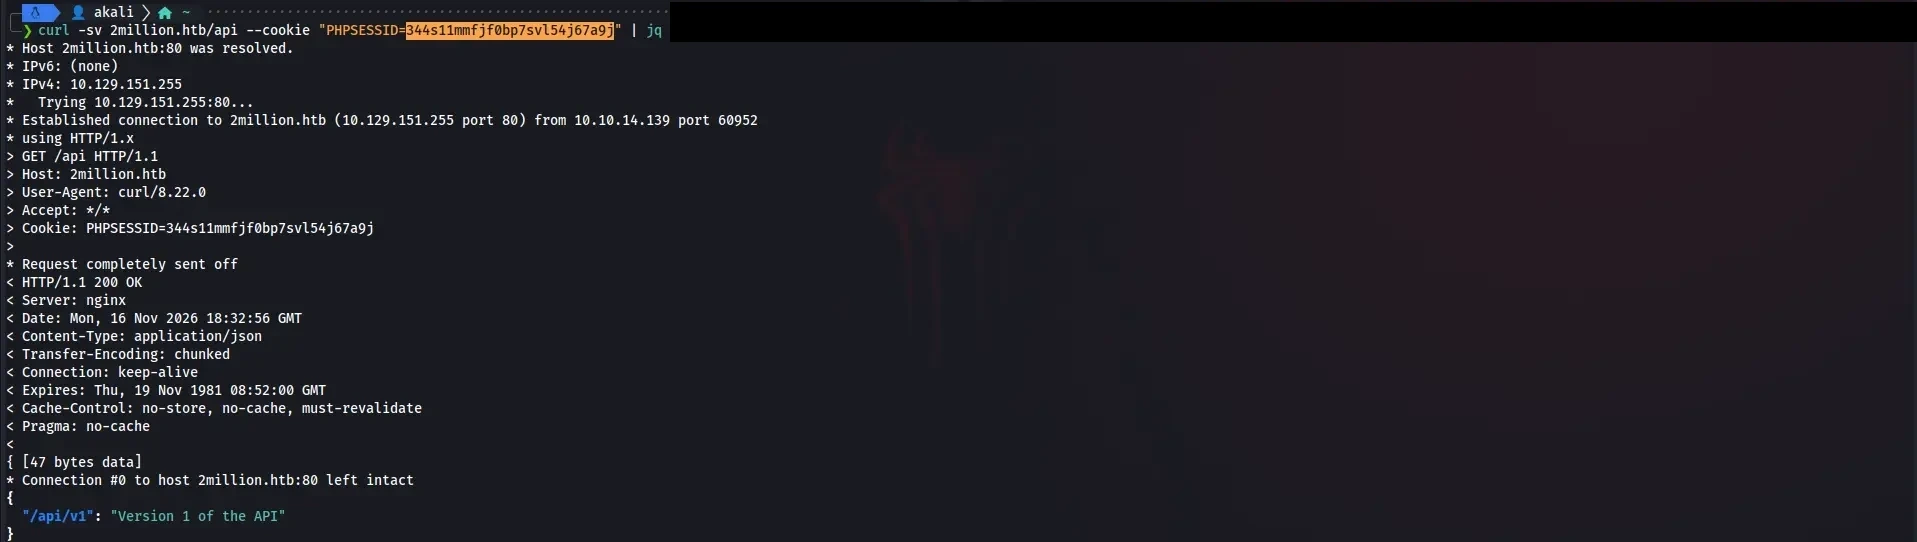 akali ~
❯ curl -sv 2million.htb/api --cookie "PHPSESSID=344s11mmfjf0bp7svl54j67a9j" | jq
* Host 2million.htb:80 was resolved.
* IPv6: (none)
* IPv4: 10.129.151.255
*   Trying 10.129.151.255:80...
* Established connection to 2million.htb (10.129.151.255 port 80) from 10.10.14.139 port 60952
* using HTTP/1.x
> GET /api HTTP/1.1
> Host: 2million.htb
> User-Agent: curl/8.22.0
> Accept: */*
> Cookie: PHPSESSID=344s11mmfjf0bp7svl54j67a9j
>
* Request completely sent off
< HTTP/1.1 200 OK
< Server: nginx
< Date: Mon, 16 Nov 2026 18:32:56 GMT
< Content-Type: application/json
< Transfer-Encoding: chunked
< Connection: keep-alive
< Expires: Thu, 19 Nov 1981 08:52:00 GMT
< Cache-Control: no-store, no-cache, must-revalidate
< Pragma: no-cache
<
{ [47 bytes data]
* Connection #0 to host 2million.htb:80 left intact
{
  "/api/v1": "Version 1 of the API"
}